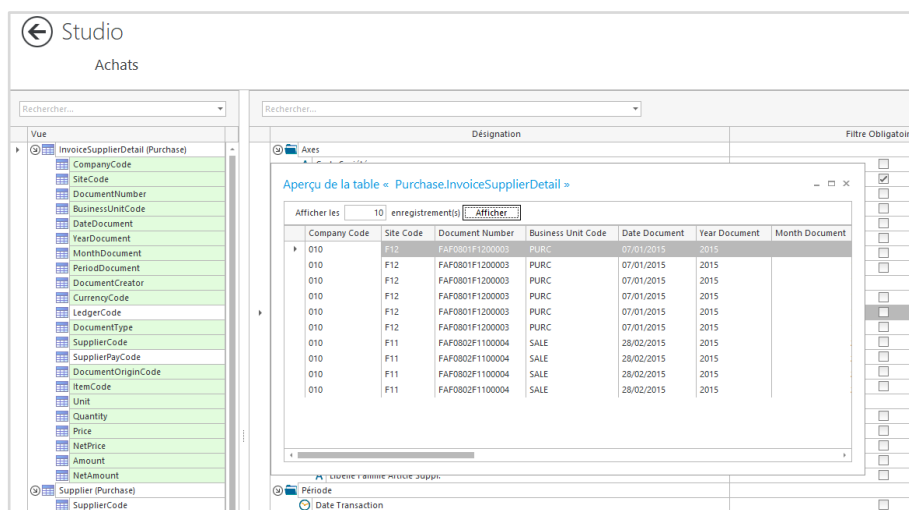 Studio
Achats
Rechercher...
Rechercher...
Vue
Désignation
Filtre Obligatoir
InvoiceSupplierDetail (Purchase)
CompanyCode
SiteCode
DocumentNumber
BusinessUnitCode
DateDocument
YearDocument
MonthDocument
PeriodDocument
DocumentCreator
CurrencyCode
LedgerCode
DocumentType
SupplierCode
SupplierPayCode
DocumentOriginCode
ItemCode
Unit
Quantity
Price
NetPrice
Amount
NetAmount
Supplier (Purchase)
SupplierCode
Axes
Aperçu de la table « Purchase.InvoiceSupplierDetail »
Afficher les 10 enregistrement(s) Afficher
Company Code Site Code Document Number Business Unit Code Date Document Year Document Month Document
010 F12 FAF0801F1200003 PURC 07/01/2015 2015
010 F12 FAF0801F1200003 PURC 07/01/2015 2015
010 F12 FAF0801F1200003 PURC 07/01/2015 2015
010 F12 FAF0801F1200003 PURC 07/01/2015 2015
010 F12 FAF0801F1200003 PURC 07/01/2015 2015
010 F12 FAF0801F1200003 PURC 07/01/2015 2015
010 F11 FAF0802F1100004 SALE 28/02/2015 2015
010 F11 FAF0802F1100004 SALE 28/02/2015 2015
010 F11 FAF0802F1100004 SALE 28/02/2015 2015
010 F11 FAF0802F1100004 SALE 28/02/2015 2015
Libellé Famille Article Suppl.
Période
Date Transaction